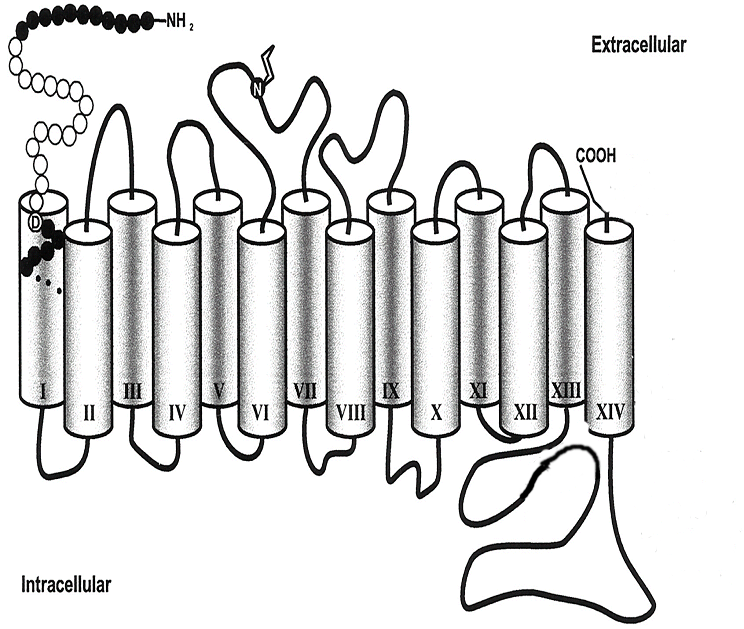 NH2
Extracellular
N
COOH
D
I
II
III
IV
V
VI
VII
VIII
IX
X
XI
XII
XIII
XIV
Intracellular